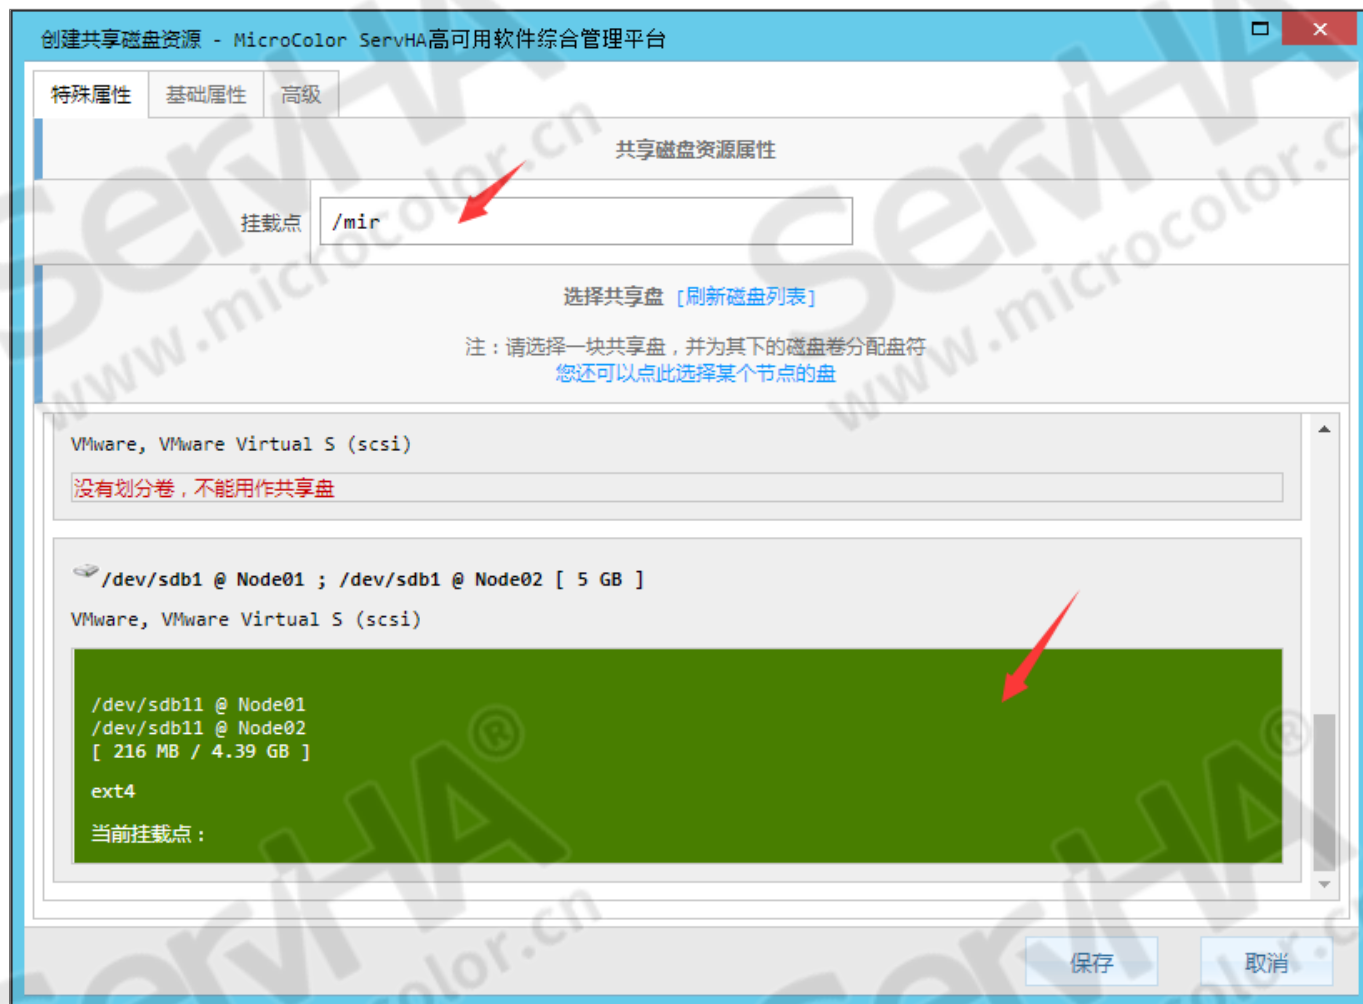 创建共享磁盘资源 - MicroColor ServHA高可用软件综合管理平台
特殊属性 基础属性 高级
共享磁盘资源属性
挂载点 /mir
选择共享盘 [刷新磁盘列表]
注：请选择一块共享盘，并为其下的磁盘卷分配盘符
您还可以点此选择某个节点的盘
VMware, VMware Virtual S (scsi)
没有划分卷，不能用作共享盘
/dev/sdb1 @ Node01 ; /dev/sdb1 @ Node02 [ 5 GB ]
VMware, VMware Virtual S (scsi)
/dev/sdb11 @ Node01
/dev/sdb11 @ Node02
[ 216 MB / 4.39 GB ]
ext4
当前挂载点：
保存 取消
ServHA®
www.microcolor.cn